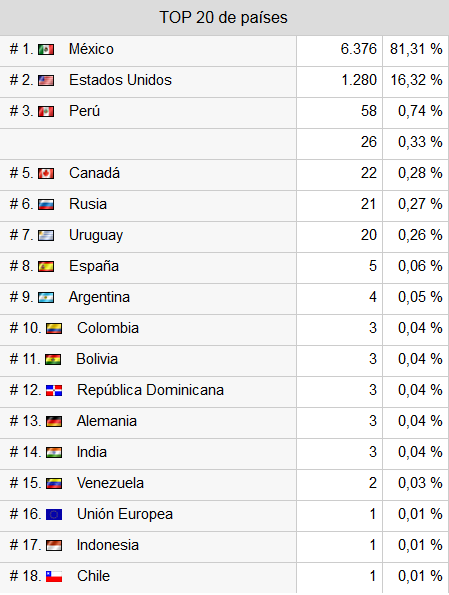 TOP 20 de países
# 1. México 6.376 81,31 %
# 2. Estados Unidos 1.280 16,32 %
# 3. Perú 58 0,74 %
26 0,33 %
# 5. Canadá 22 0,28 %
# 6. Rusia 21 0,27 %
# 7. Uruguay 20 0,26 %
# 8. España 5 0,06 %
# 9. Argentina 4 0,05 %
# 10. Colombia 3 0,04 %
# 11. Bolivia 3 0,04 %
# 12. República Dominicana 3 0,04 %
# 13. Alemania 3 0,04 %
# 14. India 3 0,04 %
# 15. Venezuela 2 0,03 %
# 16. Unión Europea 1 0,01 %
# 17. Indonesia 1 0,01 %
# 18. Chile 1 0,01 %